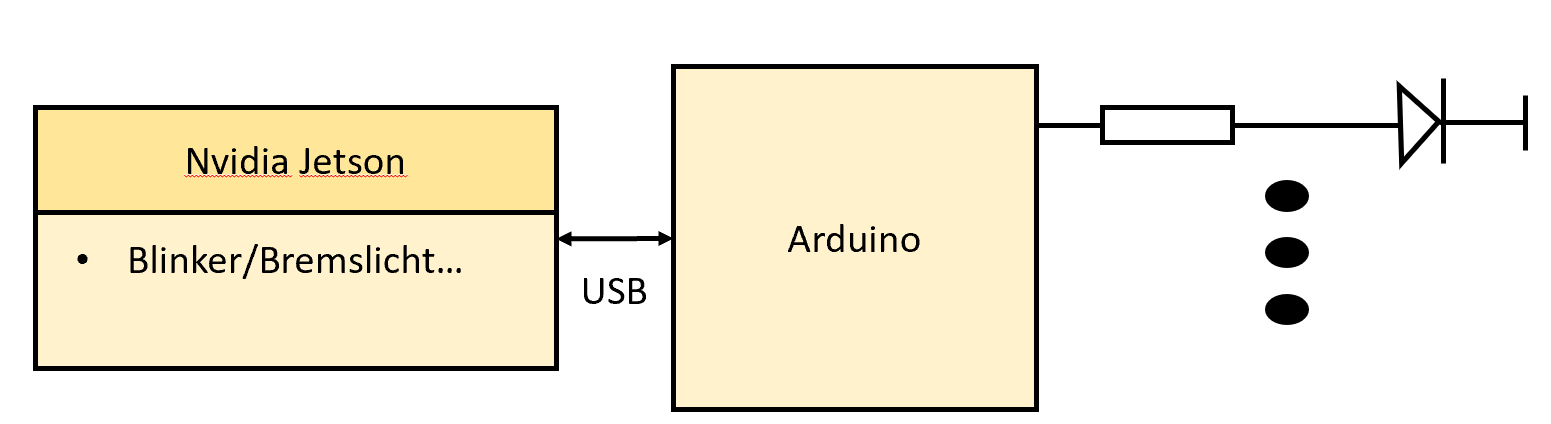 Nvidia Jetson
• Blinker/Bremslicht...
USB
Arduino